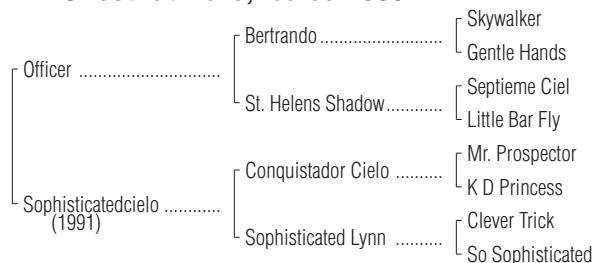 Skywalker
Bertrando
Gentle Hands
Officer
Septieme Ciel
St. Helens Shadow
Little Bar Fly
Mr. Prospector
Conquistador Cielo
K D Princess
Sophisticatedcielo
(1991)
Clever Trick
Sophisticated Lynn
So Sophisticated